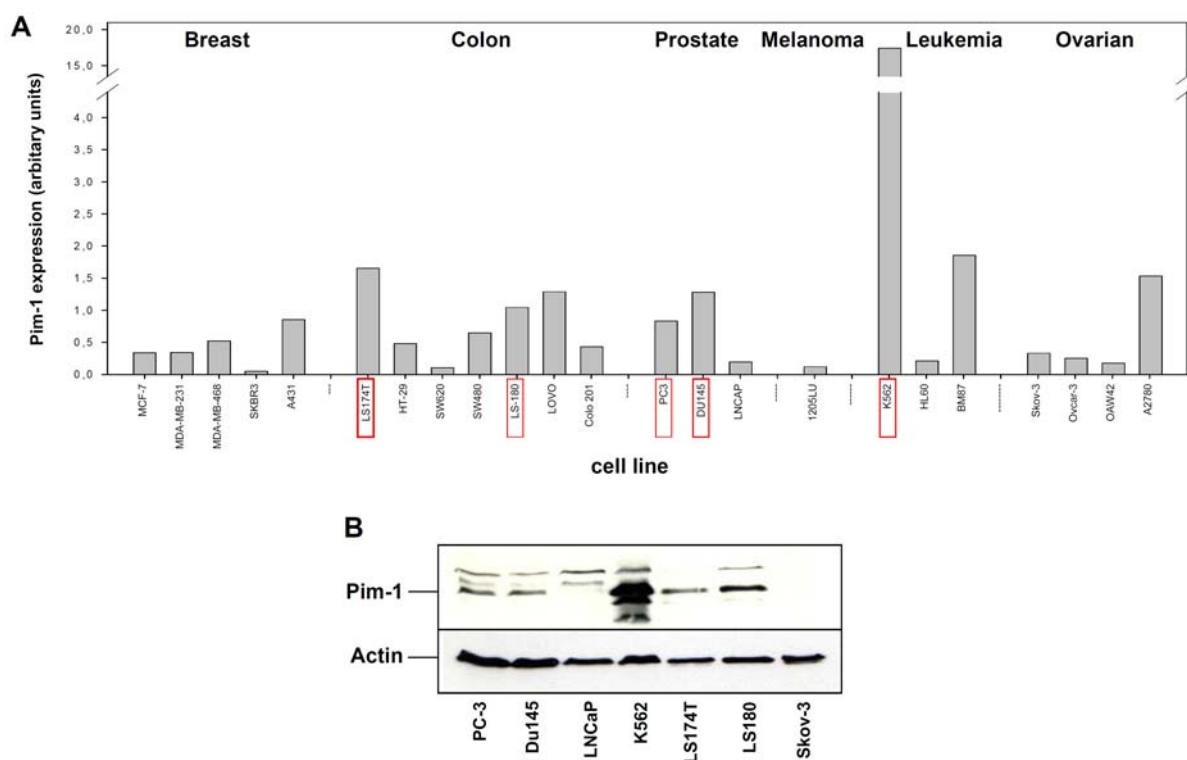 A
Breast Colon Prostate Melanoma Leukemia Ovarian
Pim-1 expression (arbitary units)
20,0
15,0
4,0
3,5
3,0
2,5
2,0
1,5
1,0
0,5
0,0
MCF-7
MDA-MB-231
MDA-MB-468
SKBR3
A431
---
LS174T
HT-29
SW620
SW480
LS-180
LOVO
Colo 201
----
PC3
DU145
LNCAP
-----
1205LU
-----
K562
HL60
BM87
--------
Skov-3
Ovcar-3
OAW42
A2780
cell line
B
Pim-1
Actin
PC-3
Du145
LNCaP
K562
LS174T
LS180
Skov-3